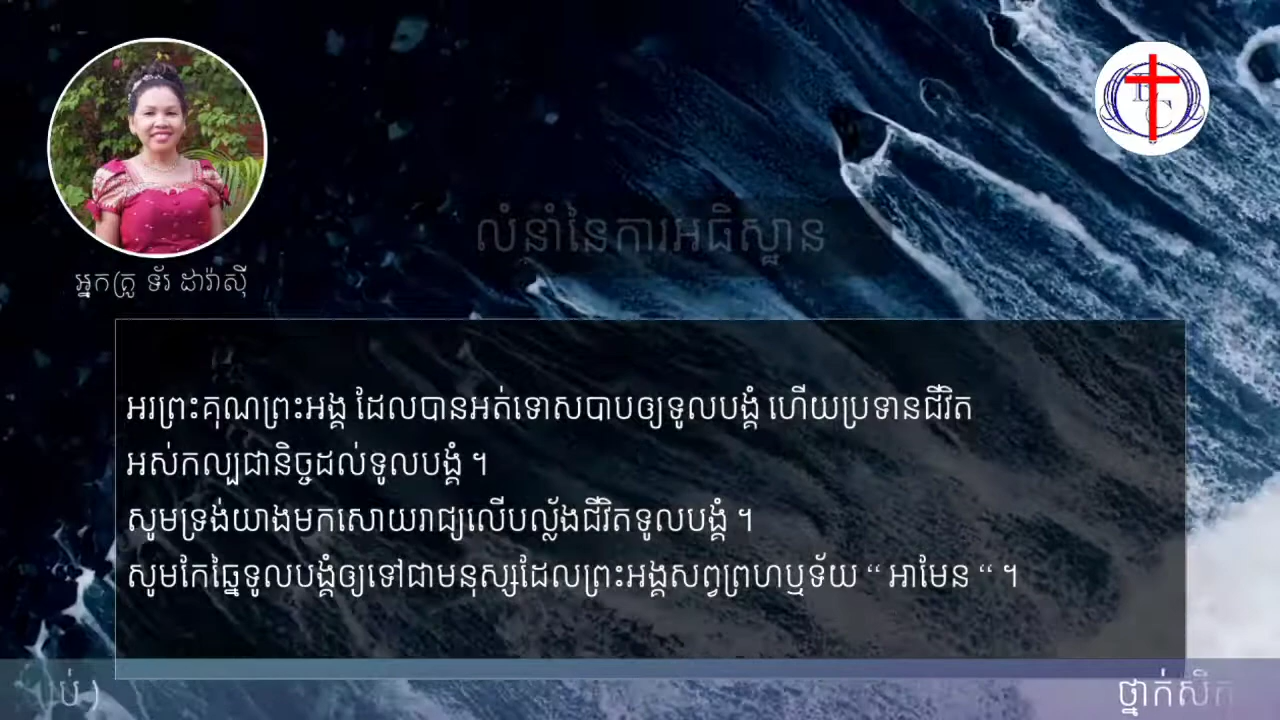 អ្នកគ្រូ ទ័រ ដារ៉ាស៊ី
លំនាំនៃការអធិស្ឋាន
អរព្រះគុណព្រះអង្គ ដែលបានអត់ទោសបាបឲ្យទូលបង្គំ ហើយប្រទានជីវិត
អស់កល្បជានិច្ចដល់ទូលបង្គំ ។
សូមទ្រង់យាងមកសោយរាជ្យលើបល្ល័ងជីវិតទូលបង្គំ ។
សូមកែឆ្នៃទូលបង្គំឲ្យទៅជាមនុស្សដែលព្រះអង្គសព្វព្រហឬទ័យ “ អាមែន “ ។
ថ្នាក់